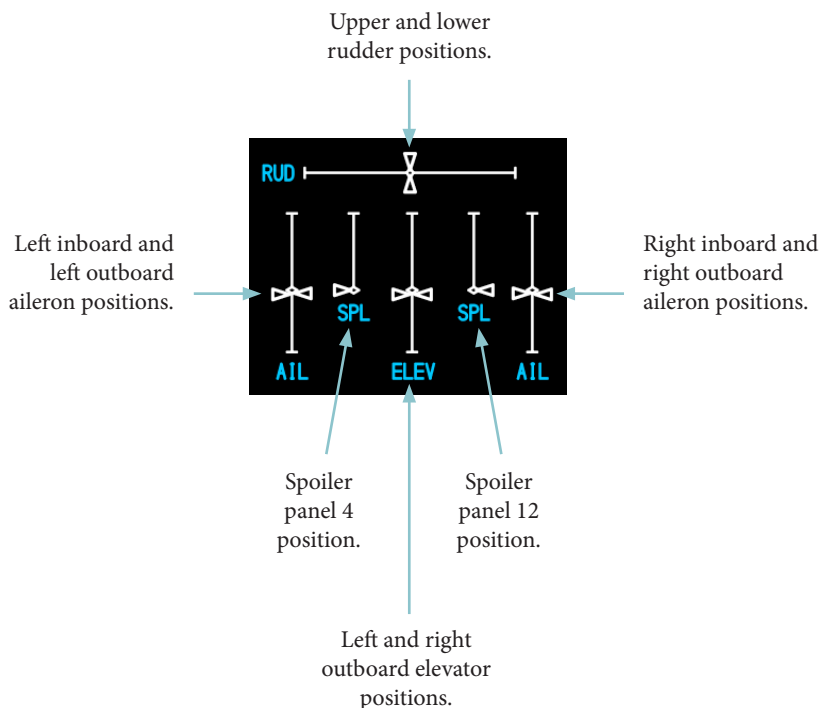 Upper and lower
rudder positions.
RUD
Left inboard and
left outboard
aileron positions.
Right inboard and
right outboard
aileron positions.
SPL
SPL
AIL
ELEV
AIL
Spoiler
panel 4
position.
Spoiler
panel 12
position.
Left and right
outboard elevator
positions.